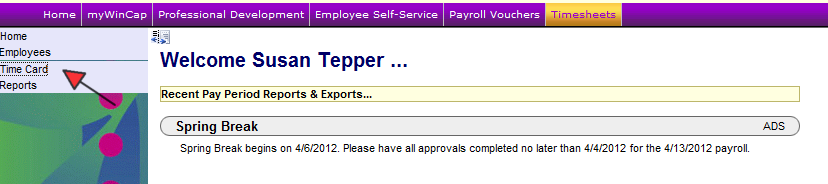 Home myWinCap Professional Development Employee Self-Service Payroll Vouchers Timesheets
Home
Employees
Time Card
Reports
Welcome Susan Tepper ...
Recent Pay Period Reports & Exports...
Spring Break ADS
Spring Break begins on 4/6/2012. Please have all approvals completed no later than 4/4/2012 for the 4/13/2012 payroll.